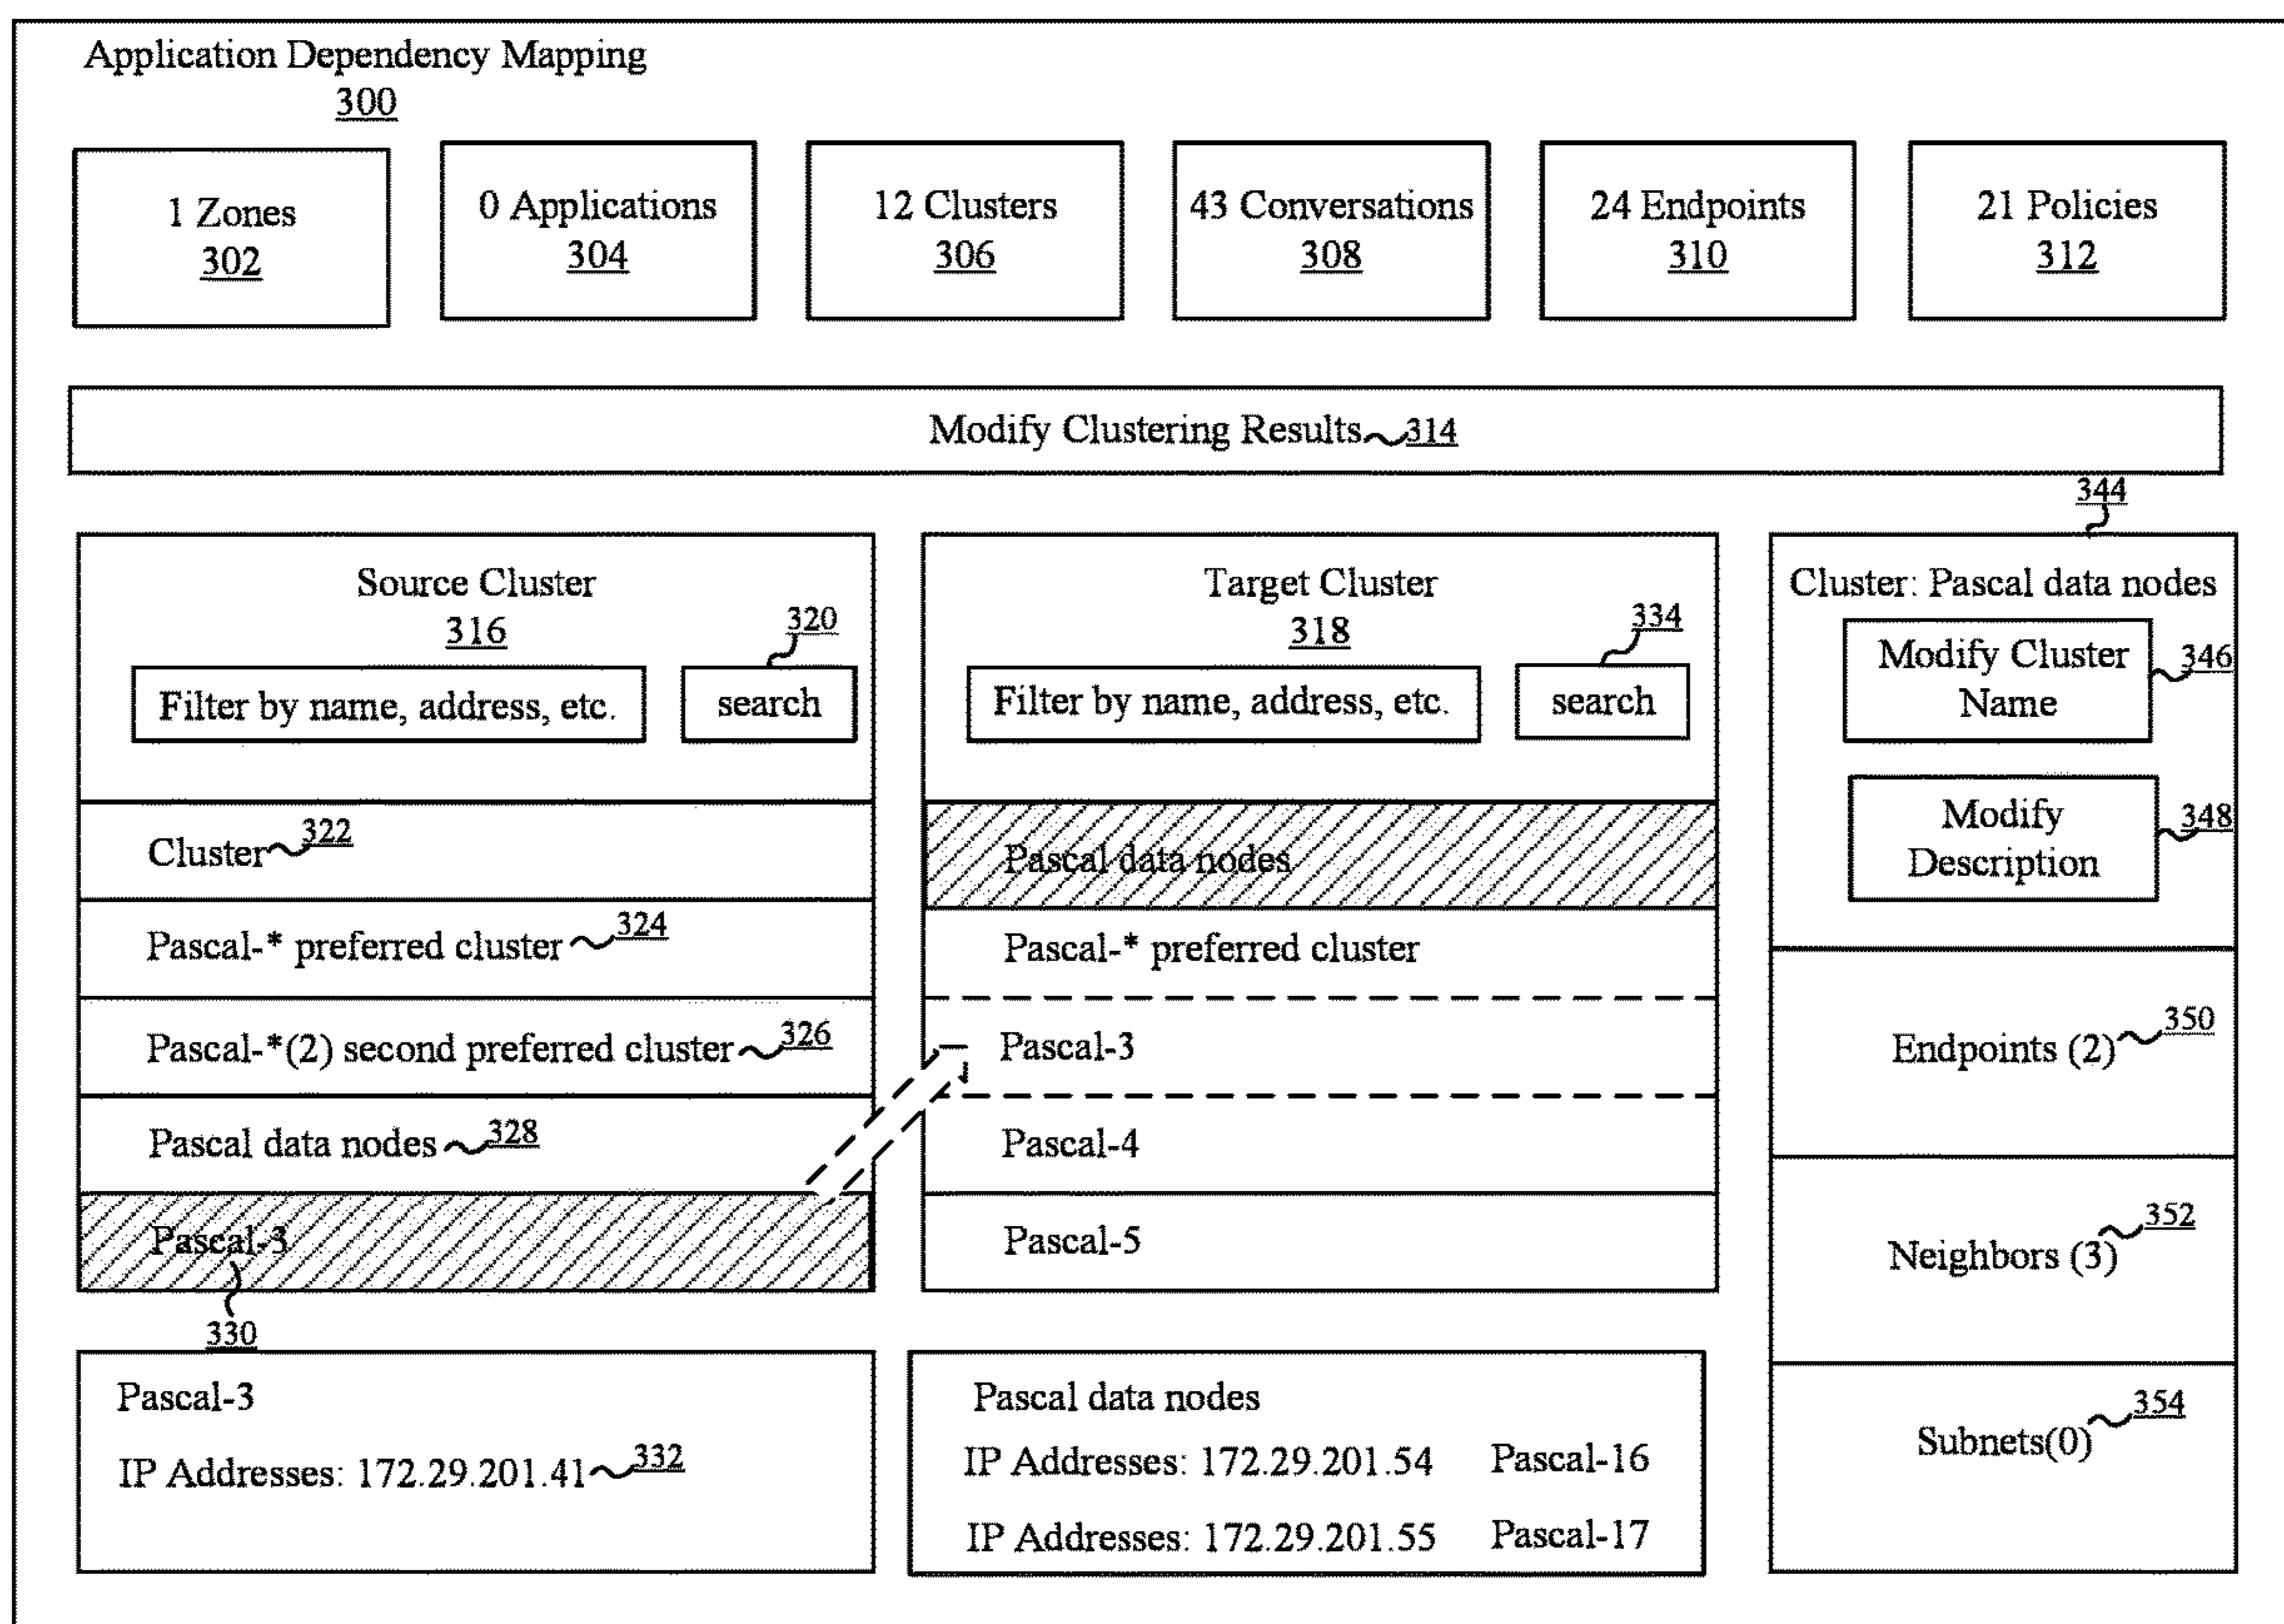 Application Dependency Mapping
300
1 Zones
302
0 Applications
304
12 Clusters
306
43 Conversations
308
24 Endpoints
310
21 Policies
312
Modify Clustering Results 314
Source Cluster
316
320
Filter by name, address, etc.
search
Cluster 322
Pascal-* preferred cluster 324
Pascal-*(2) second preferred cluster 326
Pascal data nodes 328
Pascal-3
330
Pascal-3
IP Addresses: 172.29.201.41 332
Target Cluster
318
334
Filter by name, address, etc.
search
Pascal data nodes
Pascal-* preferred cluster
Pascal-3
Pascal-4
Pascal-5
Pascal data nodes
IP Addresses: 172.29.201.54 Pascal-16
IP Addresses: 172.29.201.55 Pascal-17
344
Cluster: Pascal data nodes
Modify Cluster
Name
346
Modify
Description
348
Endpoints (2) 350
Neighbors (3) 352
Subnets(0) 354